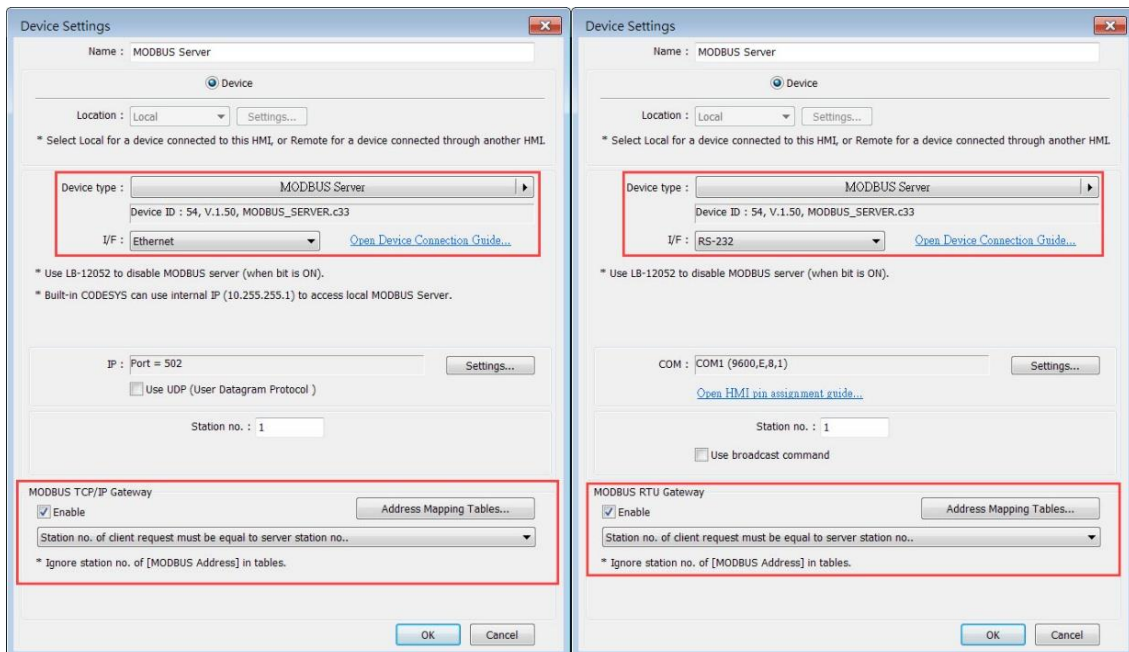 Device Settings
Name : MODBUS Server
Device
Location : Local Settings...
* Select Local for a device connected to this HMI, or Remote for a device connected through another HMI.
Device type : MODBUS Server
Device ID : 54, V.1.50, MODBUS_SERVER.c33
I/F : Ethernet Open Device Connection Guide...
* Use LB-12052 to disable MODBUS server (when bit is ON).
* Built-in CODESYS can use internal IP (10.255.255.1) to access local MODBUS Server.
IP : Port = 502 Settings...
Use UDP (User Datagram Protocol )
Station no. : 1
MODBUS TCP/IP Gateway
Enable Address Mapping Tables...
Station no. of client request must be equal to server station no..
* Ignore station no. of [MODBUS Address] in tables.
OK Cancel
Device Settings
Name : MODBUS Server
Device
Location : Local Settings...
* Select Local for a device connected to this HMI, or Remote for a device connected through another HMI.
Device type : MODBUS Server
Device ID : 54, V.1.50, MODBUS_SERVER.c33
I/F : RS-232 Open Device Connection Guide...
* Use LB-12052 to disable MODBUS server (when bit is ON).
COM : COM1 (9600,E,8,1) Settings...
Open HMI pin assignment guide...
Station no. : 1
Use broadcast command
MODBUS RTU Gateway
Enable Address Mapping Tables...
Station no. of client request must be equal to server station no..
* Ignore station no. of [MODBUS Address] in tables.
OK Cancel